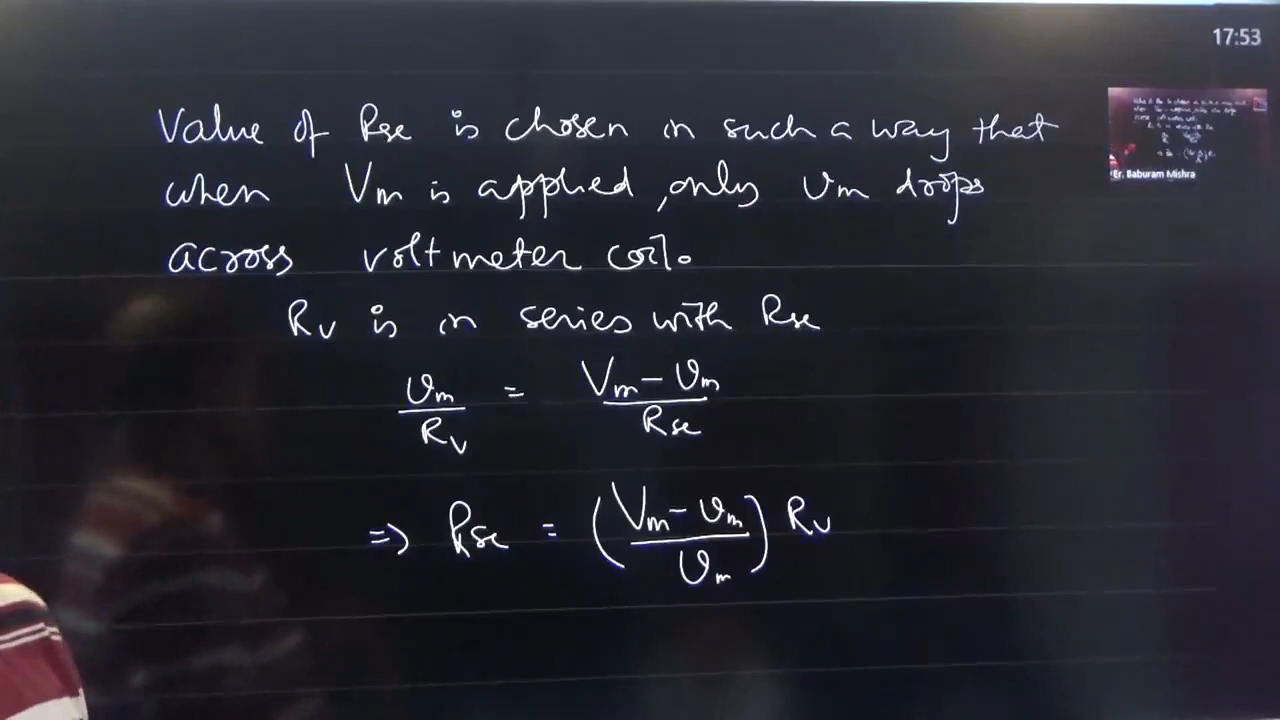 17:53
Value of Rse is chosen in such a way that
when Vm is applied, only vm drops
across voltmeter coil.
Rv is in series with Rse
vm / Rv = (Vm - vm) / Rse
=> Rse = ((Vm - vm) / vm) Rv
Er. Baburam Mishra